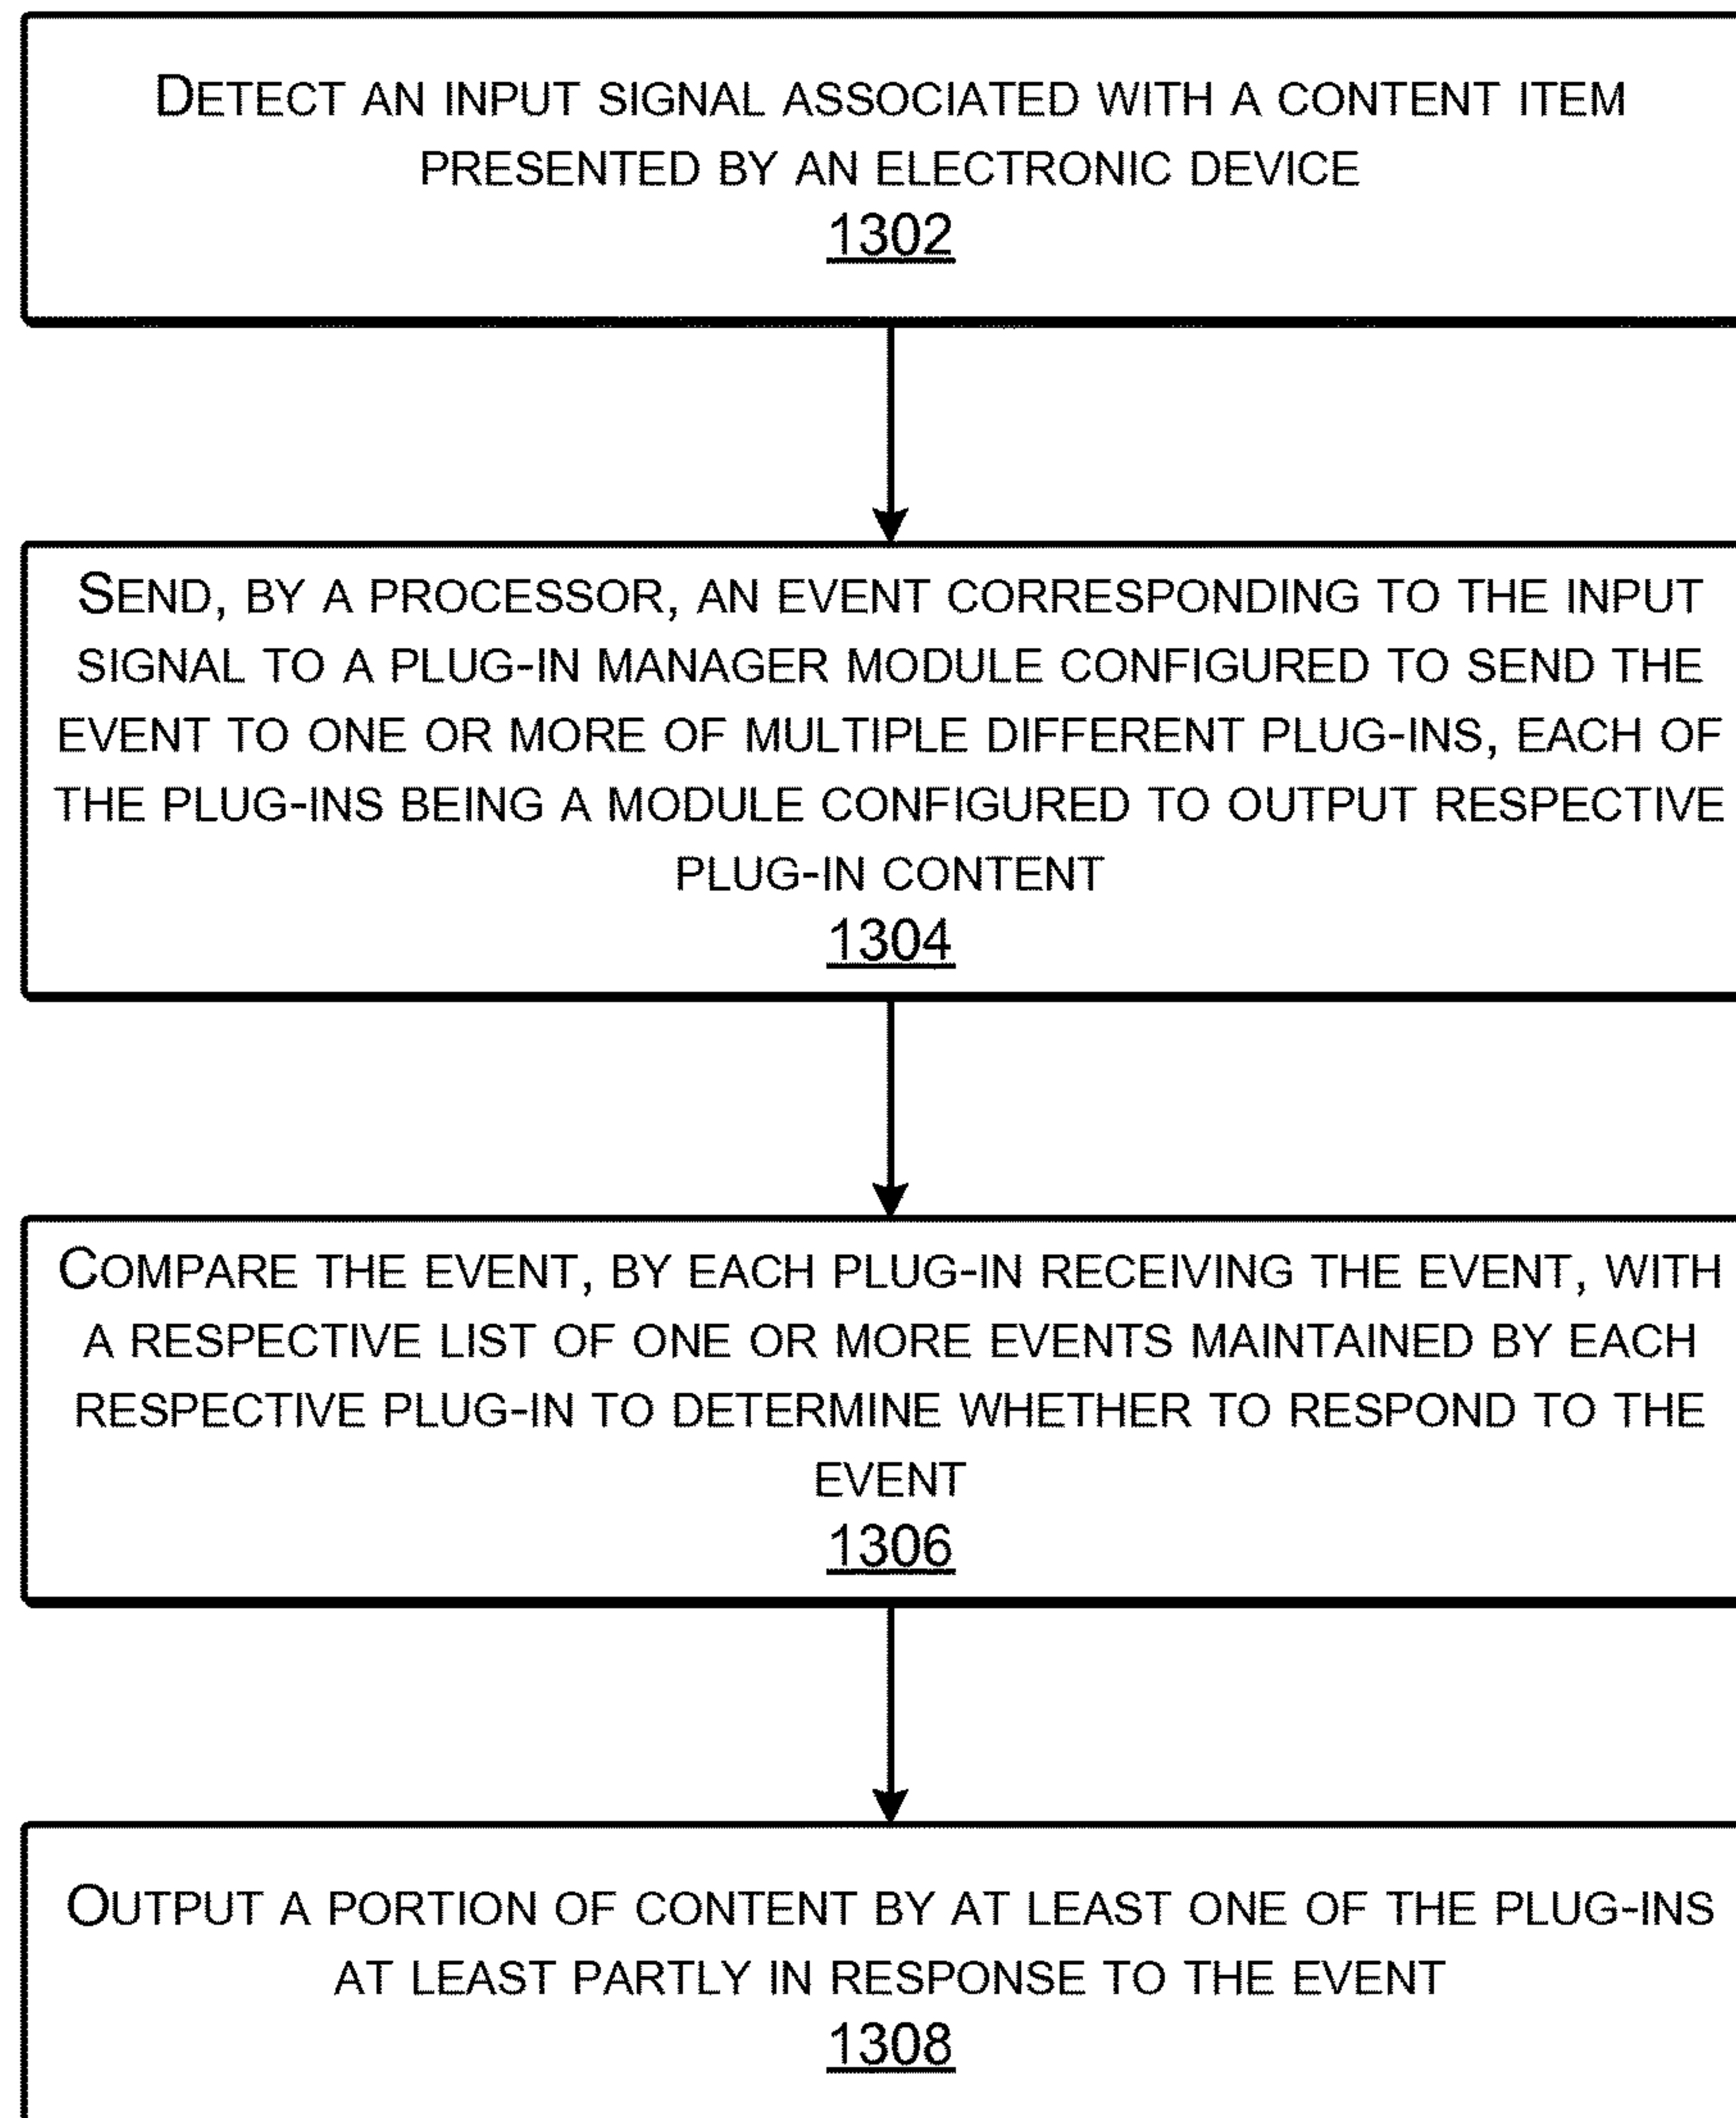 DETECT AN INPUT SIGNAL ASSOCIATED WITH A CONTENT ITEM
PRESENTED BY AN ELECTRONIC DEVICE
1302
SEND, BY A PROCESSOR, AN EVENT CORRESPONDING TO THE INPUT
SIGNAL TO A PLUG-IN MANAGER MODULE CONFIGURED TO SEND THE
EVENT TO ONE OR MORE OF MULTIPLE DIFFERENT PLUG-INS, EACH OF
THE PLUG-INS BEING A MODULE CONFIGURED TO OUTPUT RESPECTIVE
PLUG-IN CONTENT
1304
COMPARE THE EVENT, BY EACH PLUG-IN RECEIVING THE EVENT, WITH
A RESPECTIVE LIST OF ONE OR MORE EVENTS MAINTAINED BY EACH
RESPECTIVE PLUG-IN TO DETERMINE WHETHER TO RESPOND TO THE
EVENT
1306
OUTPUT A PORTION OF CONTENT BY AT LEAST ONE OF THE PLUG-INS
AT LEAST PARTLY IN RESPONSE TO THE EVENT
1308